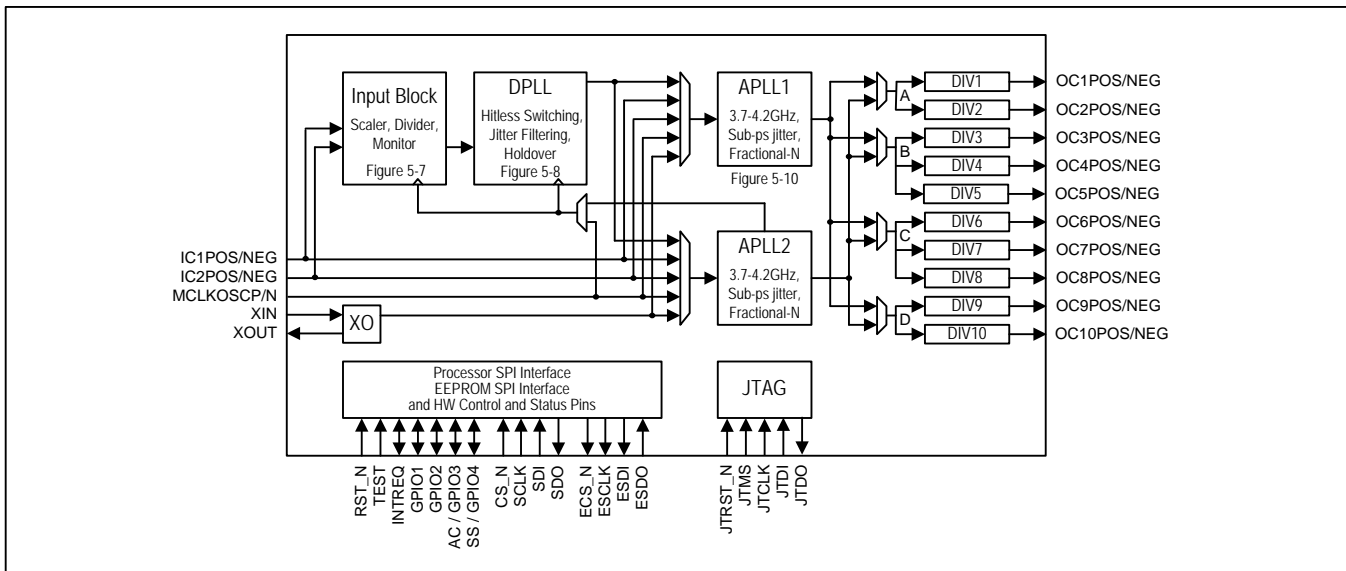 Input Block
Scaler, Divider,
Monitor
Figure 5-7
DPLL
Hitless Switching,
Jitter Filtering,
Holdover
Figure 5-8
APLL1
3.7-4.2GHz,
Sub-ps jitter,
Fractional-N
Figure 5-10
APLL2
3.7-4.2GHz,
Sub-ps jitter,
Fractional-N
A
B
C
D
DIV1
DIV2
DIV3
DIV4
DIV5
DIV6
DIV7
DIV8
DIV9
DIV10
OC1POS/NEG
OC2POS/NEG
OC3POS/NEG
OC4POS/NEG
OC5POS/NEG
OC6POS/NEG
OC7POS/NEG
OC8POS/NEG
OC9POS/NEG
OC10POS/NEG
IC1POS/NEG
IC2POS/NEG
MCLKOSCP/N
XIN
XOUT
XO
Processor SPI Interface
EEPROM SPI Interface
and HW Control and Status Pins
JTAG
RST_N
TEST
INTREQ
GPIO1
GPIO2
AC / GPIO3
SS / GPIO4
CS_N
SCLK
SDI
SDO
ECS_N
ESCLK
ESDI
ESDO
JTRST_N
JTMS
JTCLK
JTDI
JTDO